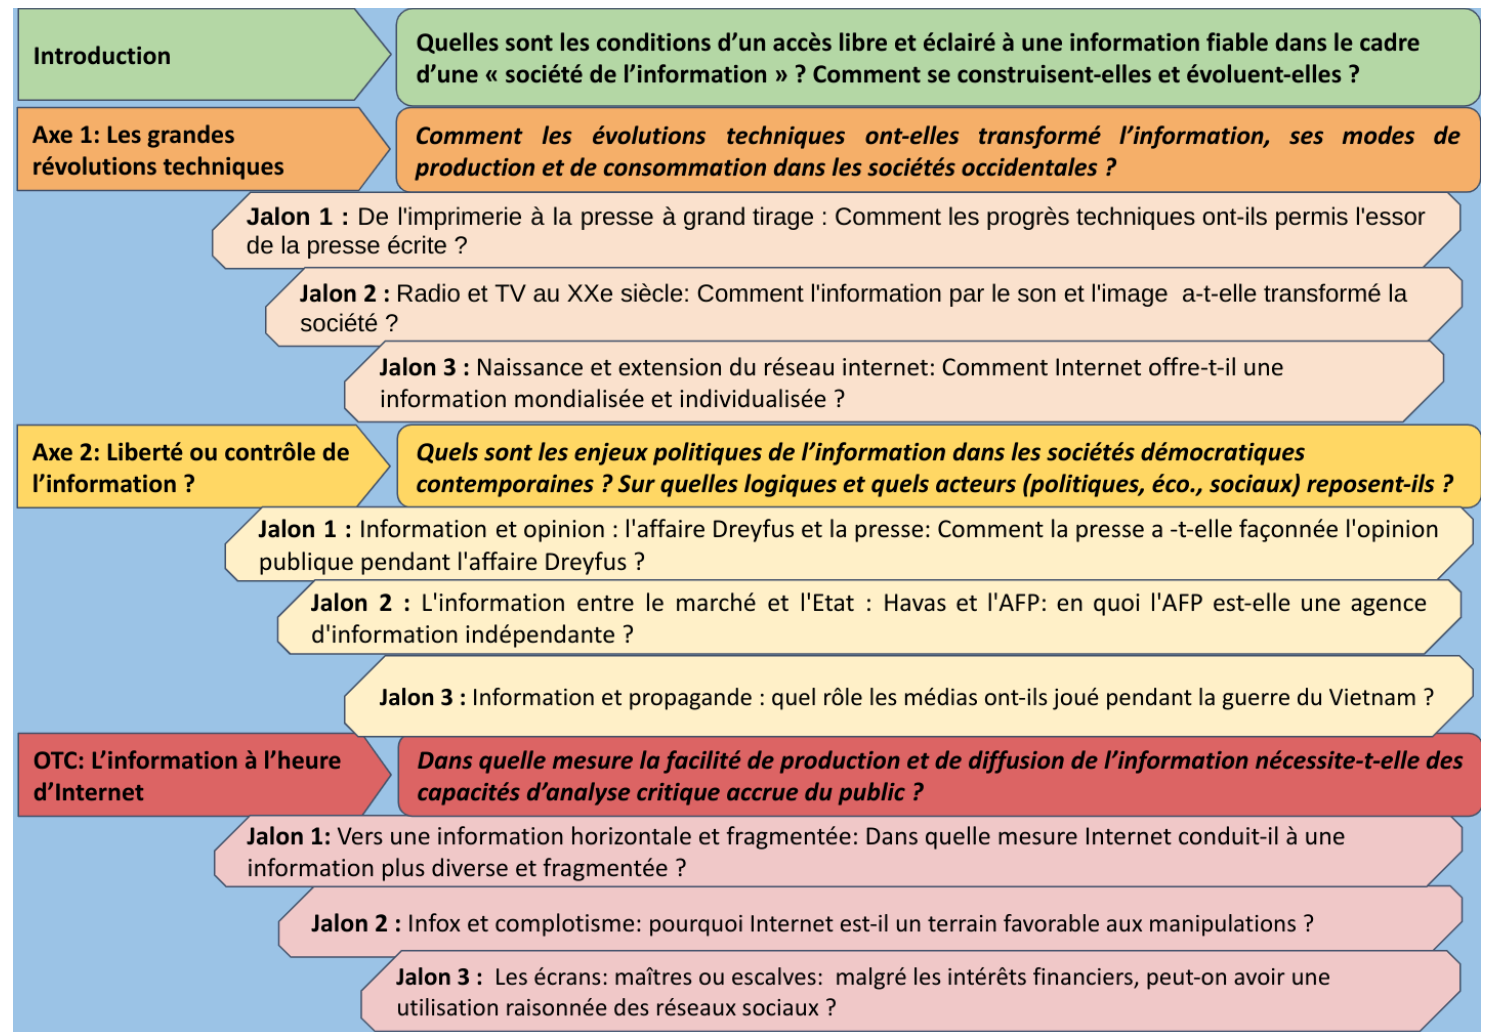 Introduction
Quelles sont les conditions d’un accès libre et éclairé à une information fiable dans le cadre
d’une « société de l’information » ? Comment se construisent-elles et évoluent-elles ?
Axe 1: Les grandes
révolutions techniques
Comment les évolutions techniques ont-elles transformé l’information, ses modes de
production et de consommation dans les sociétés occidentales ?
Jalon 1 : De l'imprimerie à la presse à grand tirage : Comment les progrès techniques ont-ils permis l'essor
de la presse écrite ?
Jalon 2 : Radio et TV au XXe siècle: Comment l'information par le son et l'image a-t-elle transformé la
société ?
Jalon 3 : Naissance et extension du réseau internet: Comment Internet offre-t-il une
information mondialisée et individualisée ?
Axe 2: Liberté ou contrôle de
l’information ?
Quels sont les enjeux politiques de l’information dans les sociétés démocratiques
contemporaines ? Sur quelles logiques et quels acteurs (politiques, éco., sociaux) reposent-ils ?
Jalon 1 : Information et opinion : l'affaire Dreyfus et la presse: Comment la presse a -t-elle façonnée l'opinion
publique pendant l'affaire Dreyfus ?
Jalon 2 : L'information entre le marché et l'Etat : Havas et l'AFP: en quoi l'AFP est-elle une agence
d'information indépendante ?
Jalon 3 : Information et propagande : quel rôle les médias ont-ils joué pendant la guerre du Vietnam ?
OTC: L’information à l’heure
d’Internet
Dans quelle mesure la facilité de production et de diffusion de l’information nécessite-t-elle des
capacités d’analyse critique accrue du public ?
Jalon 1: Vers une information horizontale et fragmentée: Dans quelle mesure Internet conduit-il à une
information plus diverse et fragmentée ?
Jalon 2 : Infox et complotisme: pourquoi Internet est-il un terrain favorable aux manipulations ?
Jalon 3 : Les écrans: maîtres ou escalves: malgré les intérêts financiers, peut-on avoir une
utilisation raisonnée des réseaux sociaux ?